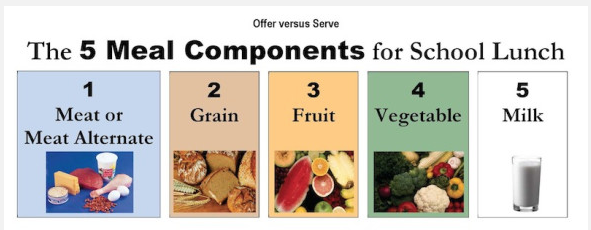 Offer versus Serve
The 5 Meal Components for School Lunch
1
Meat or
Meat Alternate
2
Grain
3
Fruit
4
Vegetable
5
Milk